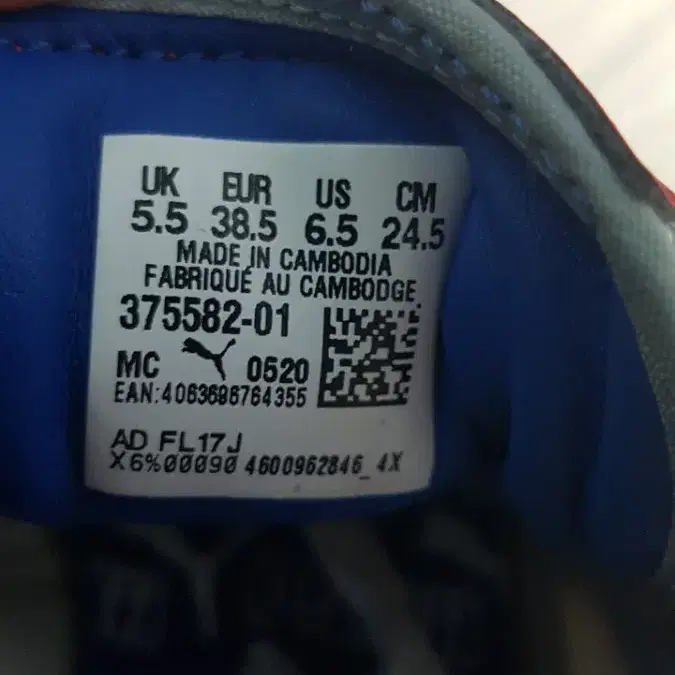 UK EUR US CM
5.5 38.5 6.5 24.5
MADE IN CAMBODIA
FABRIQUÉ AU CAMBODGE
375582-01
MC 0520
EAN:4063696764355
AD FL17J
X6%00090 4600962846_4X